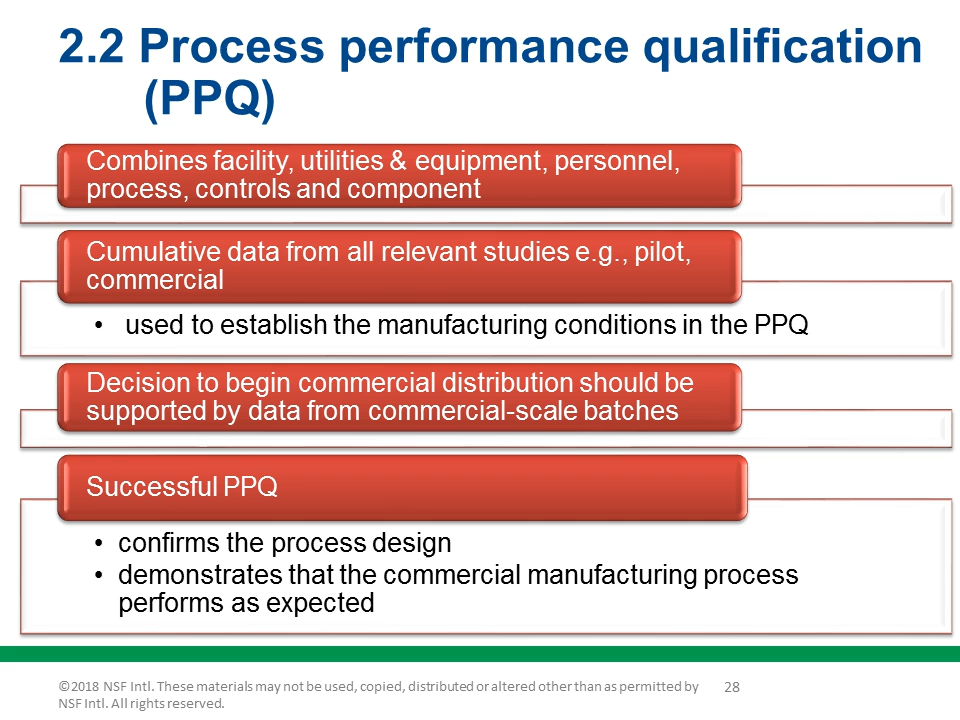 2.2 Process performance qualification
(PPQ)
Combines facility, utilities & equipment, personnel,
process, controls and component
Cumulative data from all relevant studies e.g., pilot,
commercial
• used to establish the manufacturing conditions in the PPQ
Decision to begin commercial distribution should be
supported by data from commercial-scale batches
Successful PPQ
• confirms the process design
• demonstrates that the commercial manufacturing process
performs as expected
©2018 NSF Intl. These materials may not be used, copied, distributed or altered other than as permitted by
NSF Intl. All rights reserved.
28